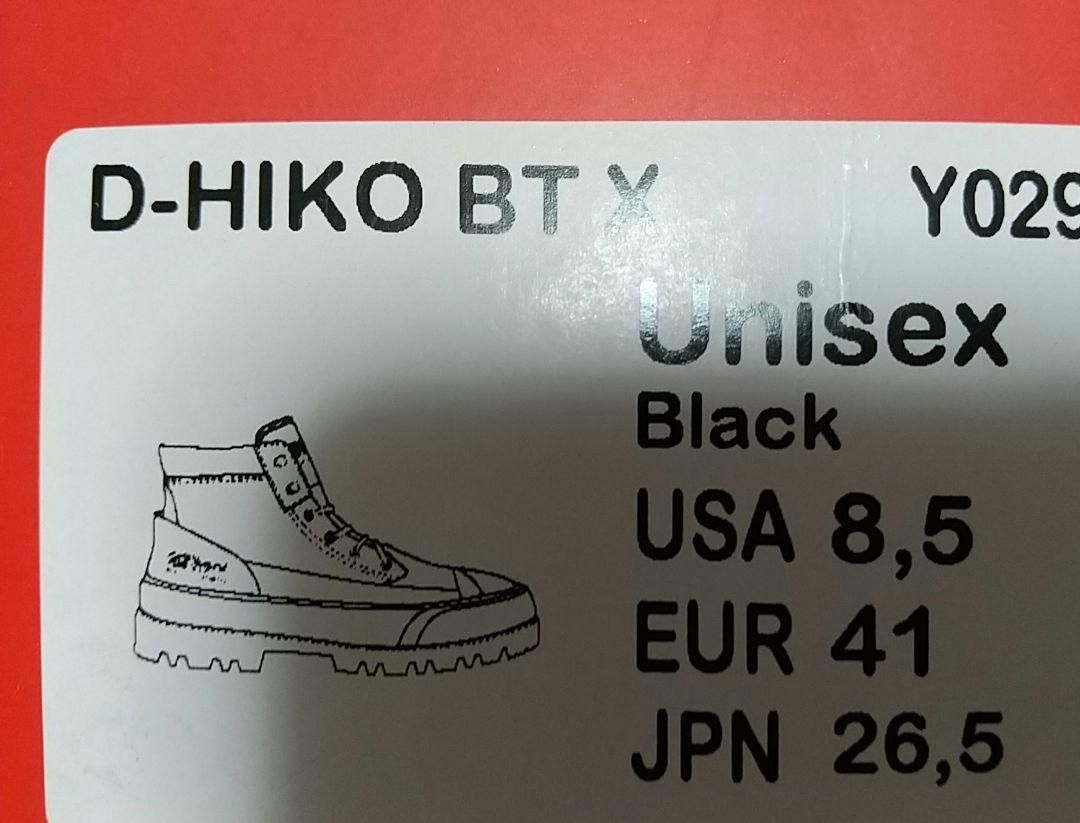 D-HIKO BT X Y029
Unisex
Black
USA 8,5
EUR 41
JPN 26,5